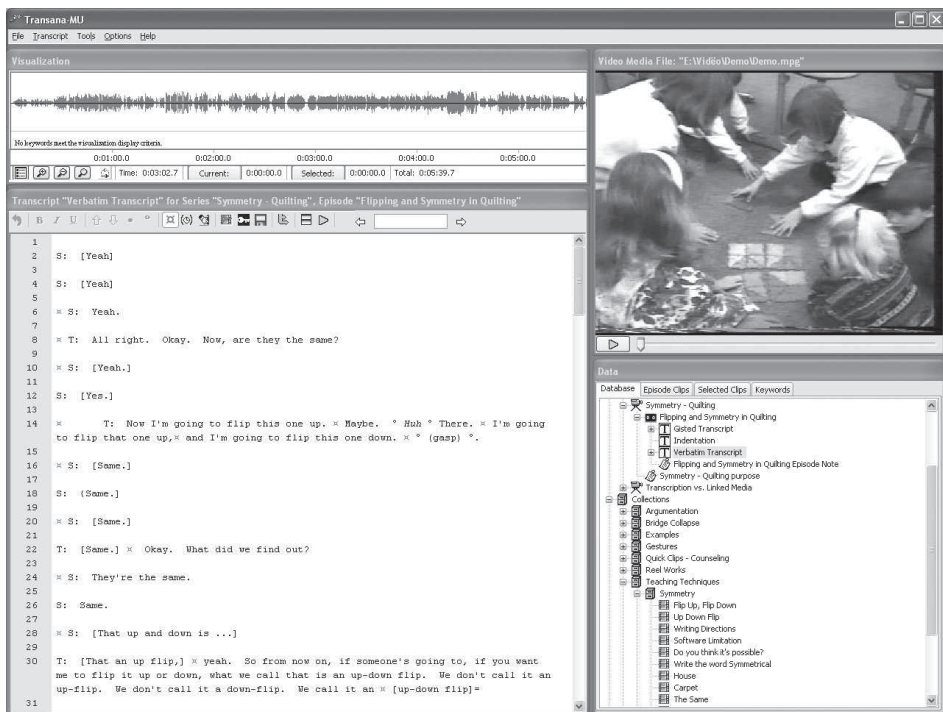 Transana-MU
File Transcript Tools Options Help
Visualization
No keywords meet the visualization display criteria.
0:01:00.0 0:02:00.0 0:03:00.0 0:04:00.0 0:05:00.0
Time: 0:03:02.7 Current: 0:00:00.0 Selected: 0:00:00.0 Total: 0:05:39.7
Transcript "Verbatim Transcript" for Series "Symmetry - Quilting", Episode "Flipping and Symmetry in Quilting"
B I U
1
2 S: [Yeah]
3
4 S: [Yeah]
5
6 ¤ S: Yeah.
7
8 ¤ T: All right. Okay. Now, are they the same?
9
10 ¤ S: [Yeah.]
11
12 S: [Yes.]
13
14 ¤ T: Now I'm going to flip this one up. ¤ Maybe. ° Huh ° There. ¤ I'm going
to flip that one up,¤ and I'm going to flip this one down. ¤ ° (gasp) °.
15
16 ¤ S: [Same.]
17
18 S: (Same.]
19
20 ¤ S: [Same.]
21
22 T: [Same.] ¤ Okay. What did we find out?
23
24 ¤ S: They're the same.
25
26 S: Same.
27
28 ¤ S: [That up and down is ...]
29
30 T: [That an up flip,] ¤ yeah. So from now on, if someone's going to, if you want
me to flip it up or down, what we call that is an up-down flip. We don't call it an
up-flip. We don't call it a down-flip. We call it an ¤ [up-down flip]=
31
Video Media File: "E:\Video\Demo\Demo.mpg"
Data
Database Episode Clips Selected Clips Keywords
Symmetry - Quilting
Flipping and Symmetry in Quilting
Gisted Transcript
Indentation
Verbatim Transcript
Flipping and Symmetry in Quilting Episode Note
Symmetry - Quilting purpose
Transcription vs. Linked Media
Collections
Argumentation
Bridge Collapse
Examples
Gestures
Quick Clips - Counseling
Reel Works
Teaching Techniques
Symmetry
Flip Up, Flip Down
Up Down Flip
Writing Directions
Software Limitation
Do you think it's possible?
Write the word Symmetrical
House
Carpet
The Same